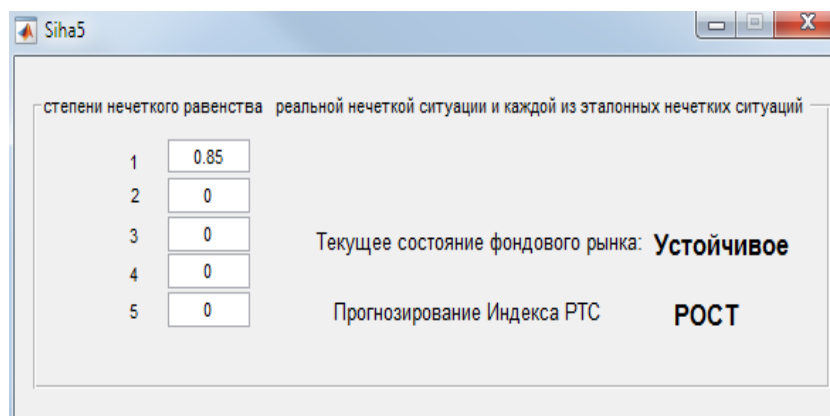 Siha5
степени нечеткого равенства реальной нечеткой ситуации и каждой из эталонных нечетких ситуаций
1 0.85
2 0
3 0
4 0
5 0
Текущее состояние фондового рынка: Устойчивое
Прогнозирование Индекса РТС РОСТ